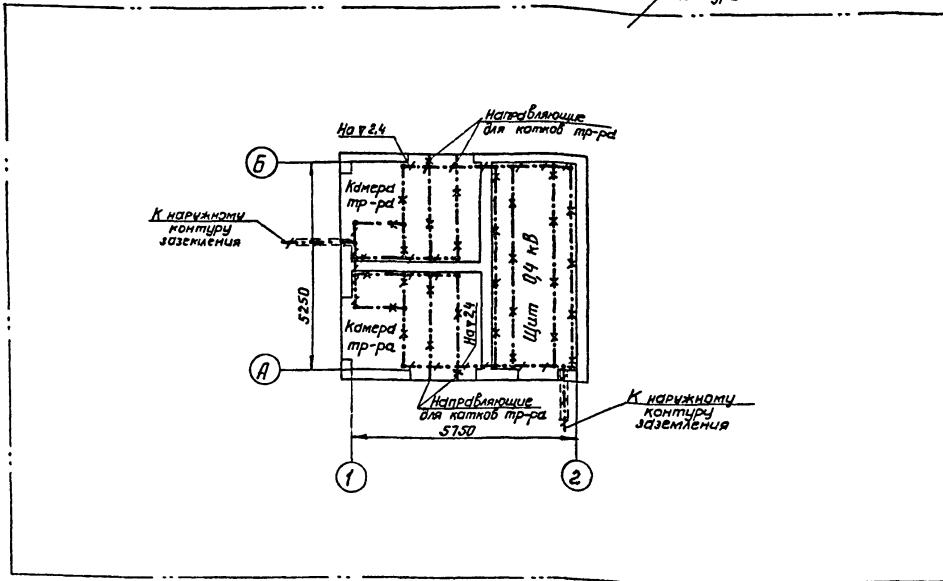 Направляющие
для катков тр-ра
На ∇ 2,4
Б
Камера
тр-ра
К наружному
контуру
заземления
Щит 0,4 кВ
5250
Камера
тр-ра
На ∇ 2,4
А
Направляющие
для катков тр-ра
К наружному
контуру
заземления
5750
1
2